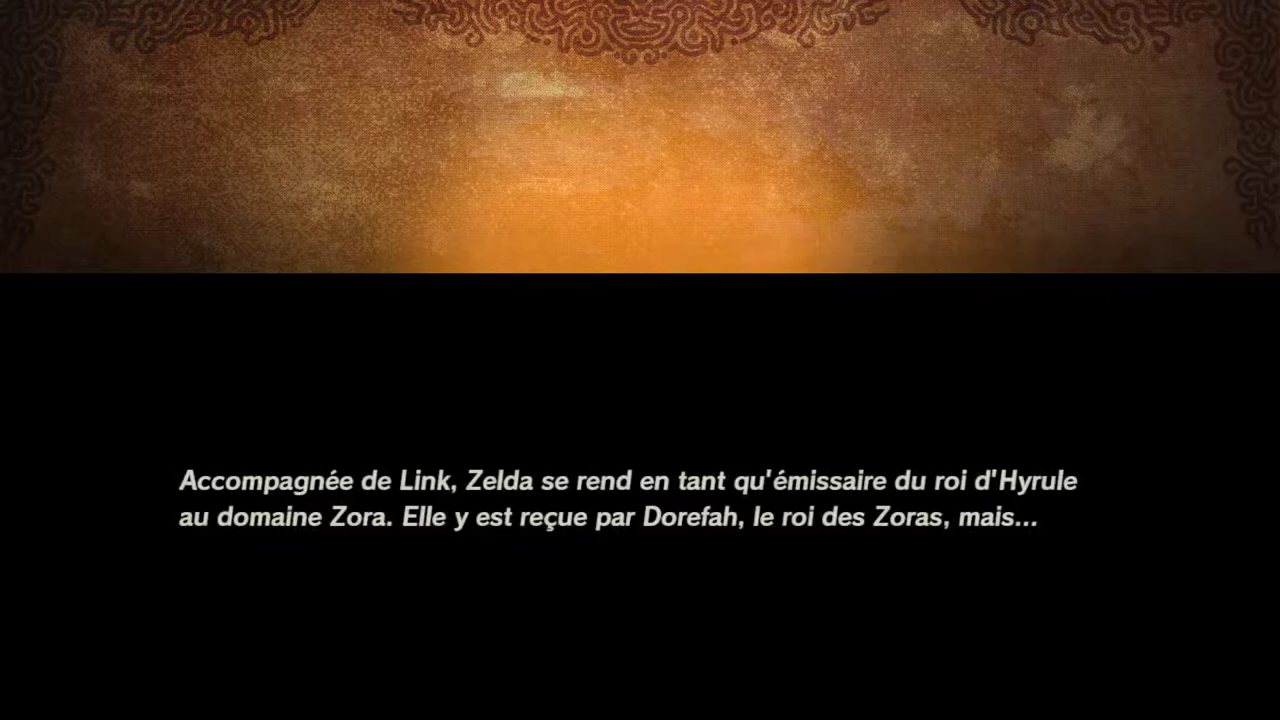 Accompagnée de Link, Zelda se rend en tant qu'émissaire du roi d'Hyrule
au domaine Zora. Elle y est reçue par Dorefah, le roi des Zoras, mais...